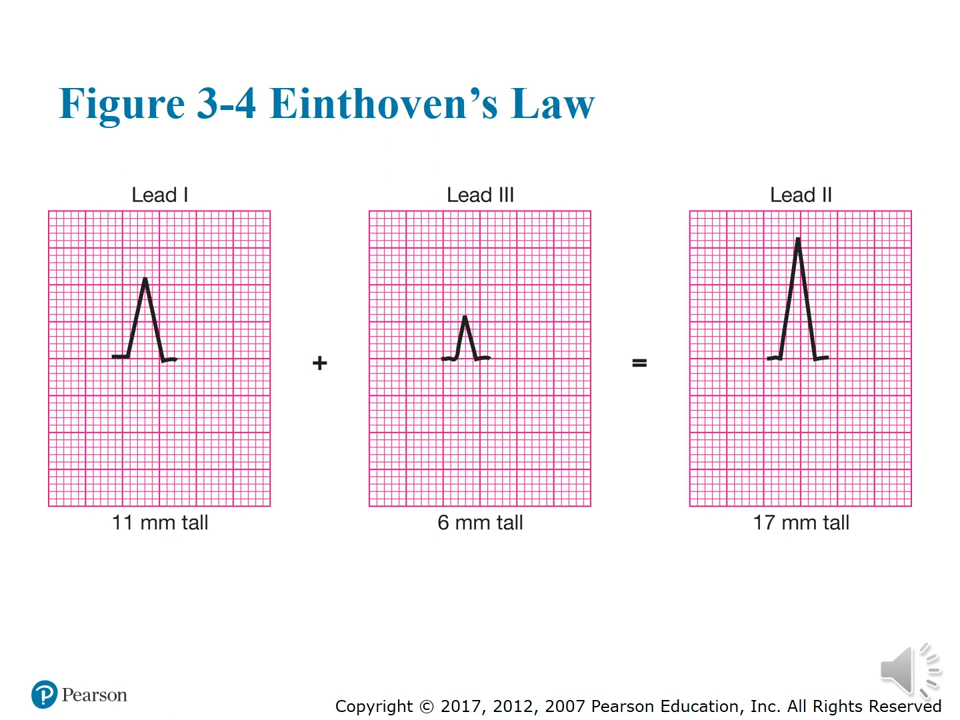 Figure 3-4 Einthoven’s Law
Lead I
Lead III
Lead II
+
=
11 mm tall
6 mm tall
17 mm tall
P Pearson
Copyright © 2017, 2012, 2007 Pearson Education, Inc. All Rights Reserved